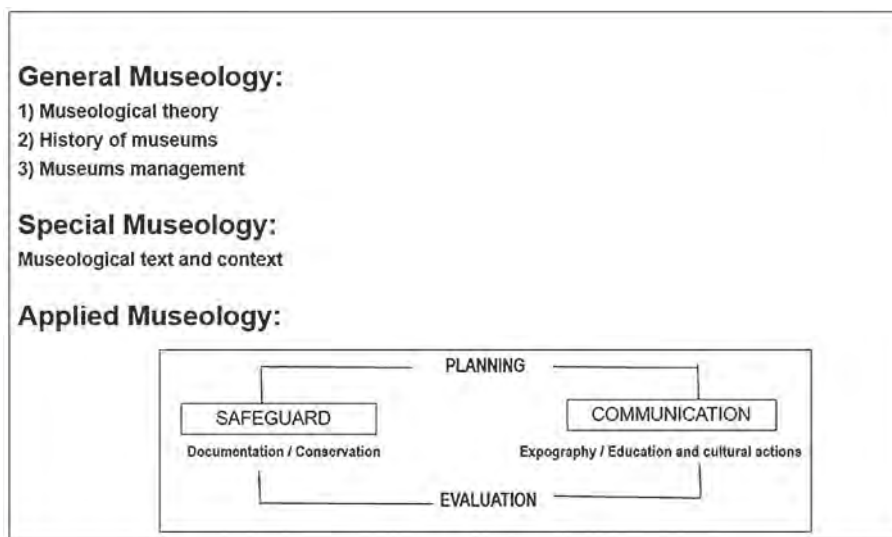 General Museology:
1) Museological theory
2) History of museums
3) Museums management
Special Museology:
Museological text and context
Applied Museology:
PLANNING
SAFEGUARD
COMMUNICATION
Documentation / Conservation
Expography / Education and cultural actions
EVALUATION